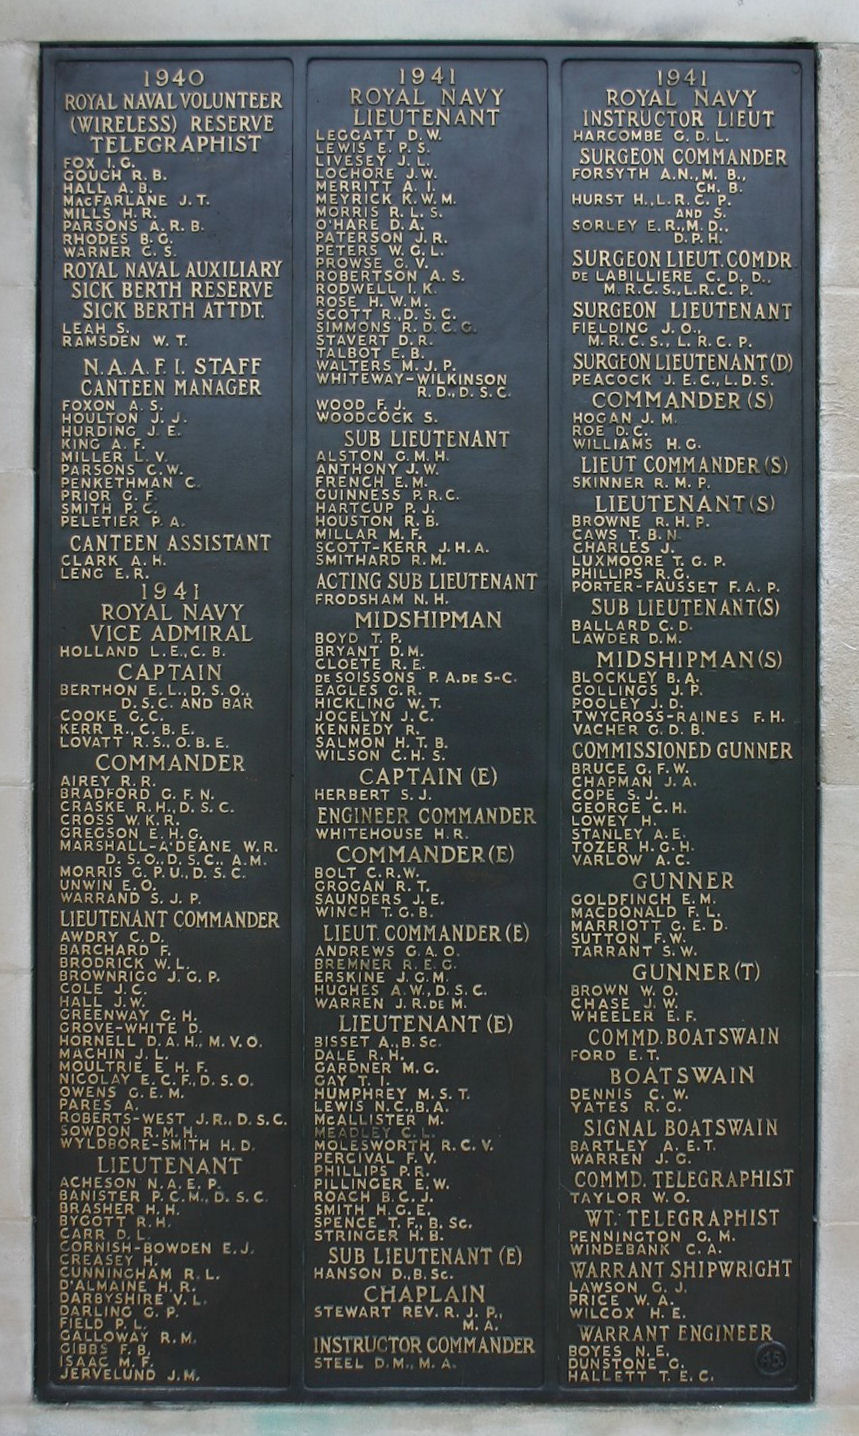 1940
ROYAL NAVAL VOLUNTEER
(WIRELESS) RESERVE
TELEGRAPHIST
FOX I.G.
GOUGH R.B.
HALL A.B.
MACFARLANE J.T.
MILLS H.R.
PARSONS A.R.B.
RHODES B.G.
WARNER C.S.
ROYAL NAVAL AUXILIARY
SICK BERTH RESERVE
SICK BERTH ATTDT.
LEAH S.
RAMSDEN W.T.
N.A.A.F.I. STAFF
CANTEEN MANAGER
FOXON A.S.
HOULTON J.J.
HURDING J.E.
KING A.F.
MILLER L.V.
PARSONS C.W.
PENKETHMAN C.
PRIOR G.F.
SMITH P.C.
PELETIER P.A.
CANTEEN ASSISTANT
CLARK A.H.
LENG E.R.
1941
ROYAL NAVY
VICE ADMIRAL
HOLLAND L.E.,C.B.
CAPTAIN
BERTHON E.L.,D.S.O.,
D.S.C. AND BAR
COOKE G.C.
KERR R.,C.B.E.
LOVATT R.S.,O.B.E.
COMMANDER
AIREY R.R.
BRADFORD G.F.N.
CRASKE R.H.,D.S.C.
CROSS W.K.R.
GREGSON E.H.G.
MARSHALL-A'DEANE W.R.
D.S.O.,D.S.C.,A.M.
MORRIS G.P.U.,D.S.C.
UNWIN E.O.
WARRAND S.J.P.
LIEUTENANT COMMANDER
AWDRY C.D.
BARCHARD F.
BRODRICK W.L.
BROWNRIGG J.G.P.
COLE J.C.
HALL J.W.
GREENWAY G.H.
GROVE-WHITE D.
HORNELL D.A.H.,M.V.O.
MACHIN J.L.
MOULTRIE E.H.F.
NICOLAY E.C.F.,D.S.O.
OWENS G.E.M.
PARES A.
ROBERTS-WEST J.R.,D.S.C.
SOWDON R.M.H.
WYLDBORE-SMITH H.D.
LIEUTENANT
ACHESON N.A.E.P.
BANISTER P.C.M.,D.S.C.
BRASHER H.H.
BYGOTT R.H.
CARR D.L.
CORNISH-BOWDEN E.J.
CREASEY H.
CUNNINGHAM R.L.
D'ALMAINE H.R.
DARBYSHIRE V.L.
DARLING G.P.
FIELD P.L.
GALLOWAY R.M.
GIBBS F.B.
ISAAC M.F.
JERVELUND J.M.
1941
ROYAL NAVY
LIEUTENANT
LEGGATT D.W.
LEWIS E.P.S.
LIVESEY J.L.
LOCHORE J.W.
MERRITT A.I.
MEYRICK K.W.M.
MORRIS R.L.S.
O'HARE D.A.
PATERSON J.R.
PETERS W.G.L.
PROWSE G.V.
ROBERTSON A.S.
RODWELL I.K.
ROSE H.W.M.
SCOTT R.,D.S.C.
SIMMONS R.D.C.G.
STAVERT D.R.
TALBOT E.B.
WALTERS M.J.P.
WHITEWAY-WILKINSON
R.D.,D.S.C.
WOOD F.J.
WOODCOCK S.
SUB LIEUTENANT
ALSTON G.M.H.
ANTHONY J.W.
FRENCH E.M.
GUINNESS P.R.C.
HARTCUP P.J.
HOUSTON R.B.
MILLAR M.F.
SCOTT-KERR J.H.A.
SMITHARD R.M.
ACTING SUB LIEUTENANT
FRODSHAM N.H.
MIDSHIPMAN
BOYD T.P.
BRYANT D.M.
CLOETE R.E.
DE SOISSONS P.A.DE S-C.
EAGLES G.R.
HICKLING W.T.
JOCELYN J.C.
KENNEDY R.
SALMON H.T.B.
WILSON C.H.S.
CAPTAIN (E)
HERBERT S.J.
ENGINEER COMMANDER
WHITEHOUSE H.R.
COMMANDER(E)
BOLT C.R.W.
GROGAN R.T.
SAUNDERS J.E.
WINCH T.G.B.
LIEUT. COMMANDER(E)
ANDREWS G.A.O.
BREMNER R.E.G.
ERSKINE J.G.M.
HUGHES A.W.,D.S.C.
WARREN J.R.DE M.
LIEUTENANT(E)
BISSET A.,B.SC.
DALE R.H.
GARDNER M.G.
GAY T.I.
HUMPHREY M.S.T.
LEWIS N.C.,B.A.
MCALLISTER M.
MEADLEY C.L.
MOLESWORTH R.C.V.
PERCIVAL F.V.
PHILLIPS P.R.
PILLINGER E.W.
ROACH B.C.J.
SMITH H.G.E.
SPENCE T.F.,B.SC.
STRINGER H.B.
SUB LIEUTENANT (E)
HANSON D.,B.SC.
CHAPLAIN
STEWART REV. R.J.P.,
M.A.
INSTRUCTOR COMMANDER
STEEL D.M.,M.A.
1941
ROYAL NAVY
INSTRUCTOR LIEUT
HARCOMBE G.D.L.
SURGEON COMMANDER
FORSYTH A.N.,M.B.,
CH.B.
HURST H.,L.R.C.P.
AND S.
SORLEY E.R.,M.D.,
D.P.H.
SURGEON LIEUT. COMDR
DE LABILLIERE C.D.D.,
M.R.C.S.,L.R.C.P.
SURGEON LIEUTENANT
FIELDING J.O.,
M.R.C.S.,L.R.C.P.
SURGEON LIEUTENANT(D)
PEACOCK J.E.C.,L.D.S.
COMMANDER(S)
HOGAN J.M.
ROE D.C.
WILLIAMS H.G.
LIEUT COMMANDER(S)
SKINNER R.M.P.
LIEUTENANT(S)
BROWNE R.H.P.
CAWS T.B.N.
CHARLES J.
LUXMOORE T.G.P.
PHILLIPS R.G.
PORTER-FAUSSET F.A.P.
SUB LIEUTENANT(S)
BALLARD C.D.
LAWDER D.M.
MIDSHIPMAN(S)
BLOCKLEY B.A.
COLLINGS J.P.
POOLEY J.D.
TWYCROSS-RAINES F.H.
VACHER G.D.B.
COMMISSIONED GUNNER
BRUCE G.F.W.
CHAPMAN J.A.
COPE S.J.
GEORGE C.H.
LOWEY H.
STANLEY A.E.
TOZER H.G.H.
VARLOW A.C.
GUNNER
GOLDFINCH E.M.
MACDONALD F.L.
MARRIOTT G.E.D.
SUTTON F.W.
TARRANT S.W.
GUNNER(T)
BROWN W.O.
CHASE J.W.
WHEELER E.F.
COMMD. BOATSWAIN
FORD E.T.
BOATSWAIN
DENNIS C.W.
YATES R.G.
SIGNAL BOATSWAIN
BARTLEY A.E.T.
WARREN J.G.
COMMD. TELEGRAPHIST
TAYLOR W.O.
WT. TELEGRAPHIST
PENNINGTON G.M.
WINDEBANK C.A.
WARRANT SHIPWRIGHT
LAWSON G.J.
PRICE W.A.
WILCOX H.E.
WARRANT ENGINEER
BOYES N.E.
DUNSTONE G.
HALLETT T.E.C.
45.